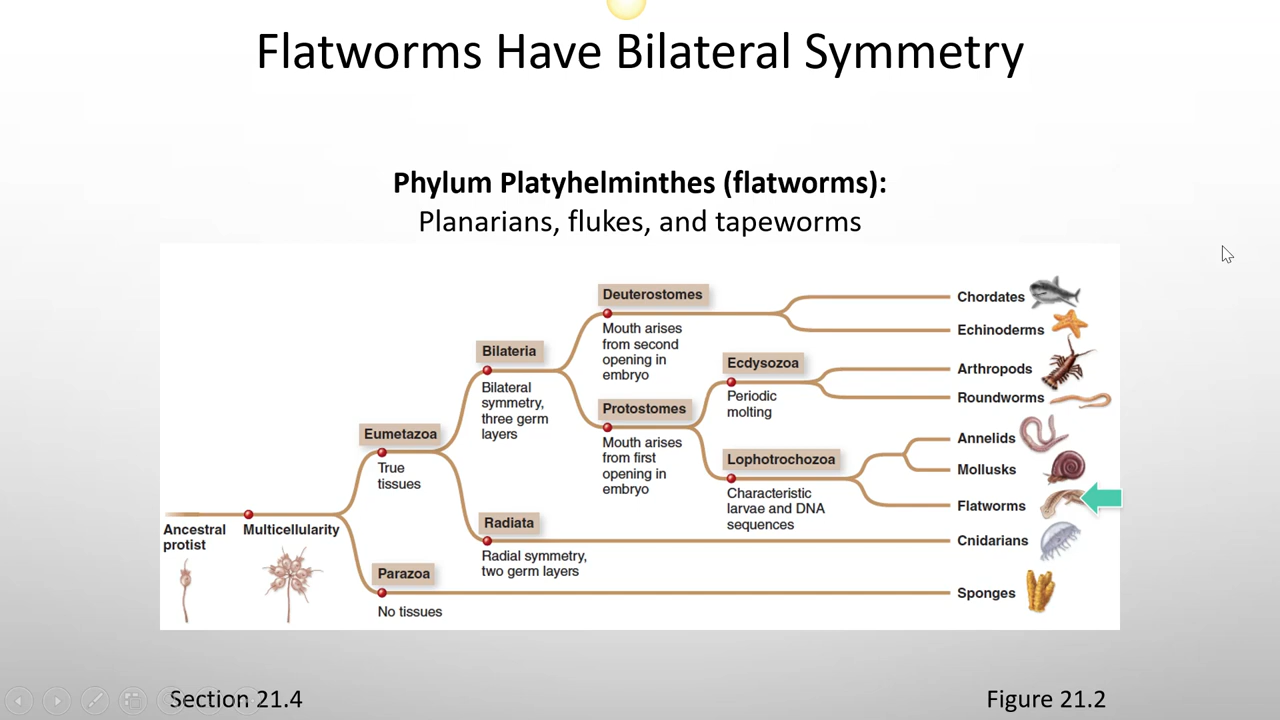 Flatworms Have Bilateral Symmetry
Phylum Platyhelminthes (flatworms):
Planarians, flukes, and tapeworms
Deuterostomes
Mouth arises
from second
opening in
embryo
Chordates
Echinoderms
Bilateria
Bilateral
symmetry,
three germ
layers
Ecdysozoa
Periodic
molting
Arthropods
Roundworms
Protostomes
Mouth arises
from first
opening in
embryo
Eumetazoa
True
tissues
Lophotrochozoa
Characteristic
larvae and DNA
sequences
Annelids
Mollusks
Flatworms
Radiata
Radial symmetry,
two germ layers
Cnidarians
Ancestral
protist
Multicellularity
Parazoa
No tissues
Sponges
Section 21.4
Figure 21.2